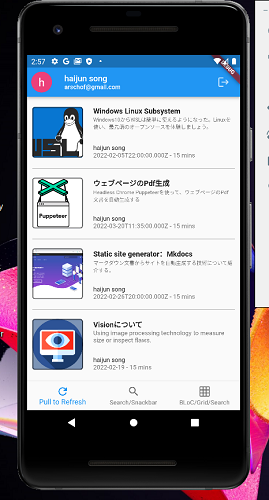 2:57
DEBUG
h
haijun song
arschof@gmail.com
Windows Linux Subsystem
Windows10からWSLは簡単に使えるようになった。Linuxを
使い、最先端のオープンソースを体験しましょう。
haijun song
2022-02-05T22:00:00.000Z - 15 mins
ウェブページのPdf生成
Headless Chrome Puppeteerを使って、ウェブページのPdf
文書を自動生成する
Puppeteer
haijun song
2022-03-20T11:35:00.000Z - 15 mins
Static site generator：Mkdocs
マークダウン文書からサイトを自動生成する技術について紹
介する。
haijun song
2022-02-26T20:00:00.000Z - 15 mins
Visionについて
Using image processing technology to measure
size or inspect flaws.
haijun song
2022-02-19 - 15 mins
Pull to Refresh
Search/Snackbar
BLoC/Grid/Search